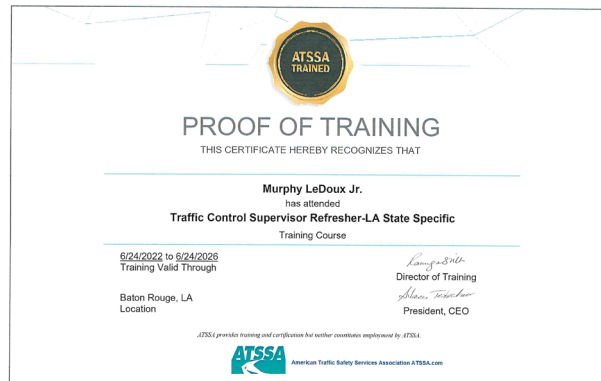 ATSSA
TRAINED
PROOF OF TRAINING
THIS CERTIFICATE HEREBY RECOGNIZES THAT
Murphy LeDoux Jr.
has attended
Traffic Control Supervisor Refresher-LA State Specific
Training Course
6/24/2022 to 6/24/2026
Training Valid Through
Director of Training
Baton Rouge, LA
Location
President, CEO
ATSSA provides training and certification but neither constitutes employment by ATSSA.
ATSSA
American Traffic Safety Services Association ATSSA.com